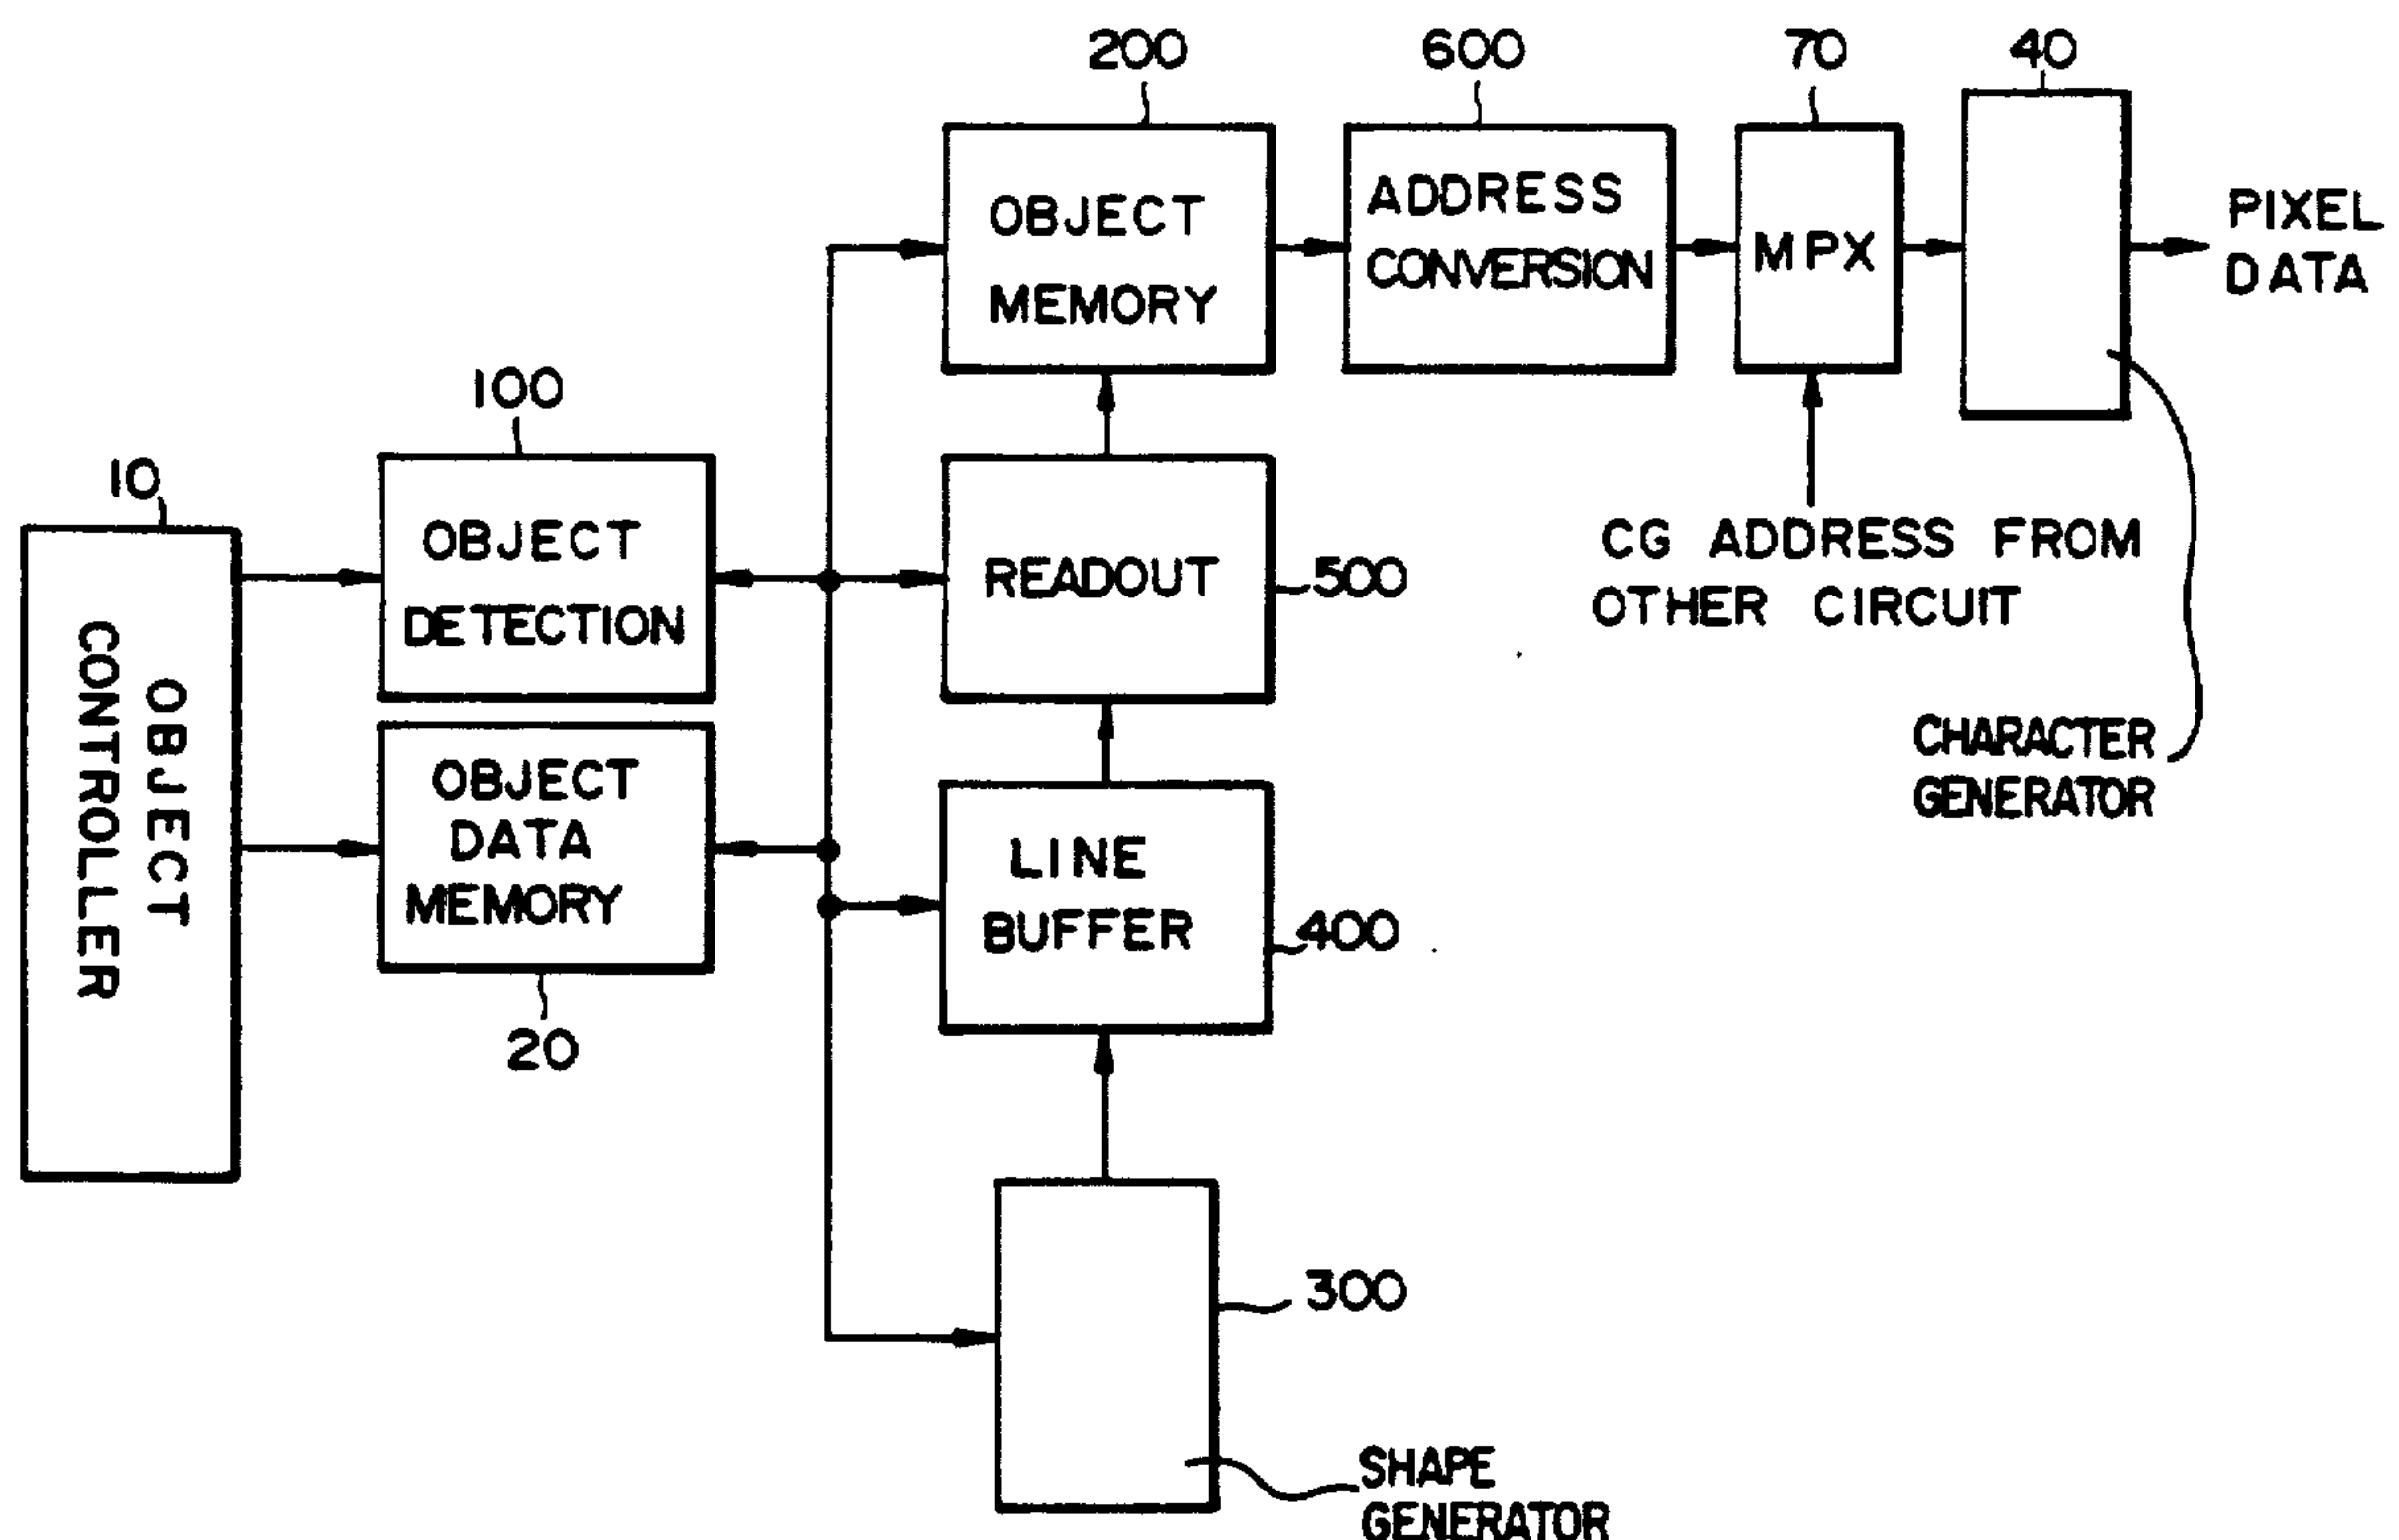 200
600
70
40
OBJECT
MEMORY
ADDRESS
CONVERSION
MPX
PIXEL
DATA
100
10
OBJECT
DETECTION
READOUT
500
CG ADDRESS FROM
OTHER CIRCUIT
OBJECT
CONTROLLER
OBJECT
DATA
MEMORY
20
LINE
BUFFER
400
CHARACTER
GENERATOR
300
SHAPE
GENERATOR